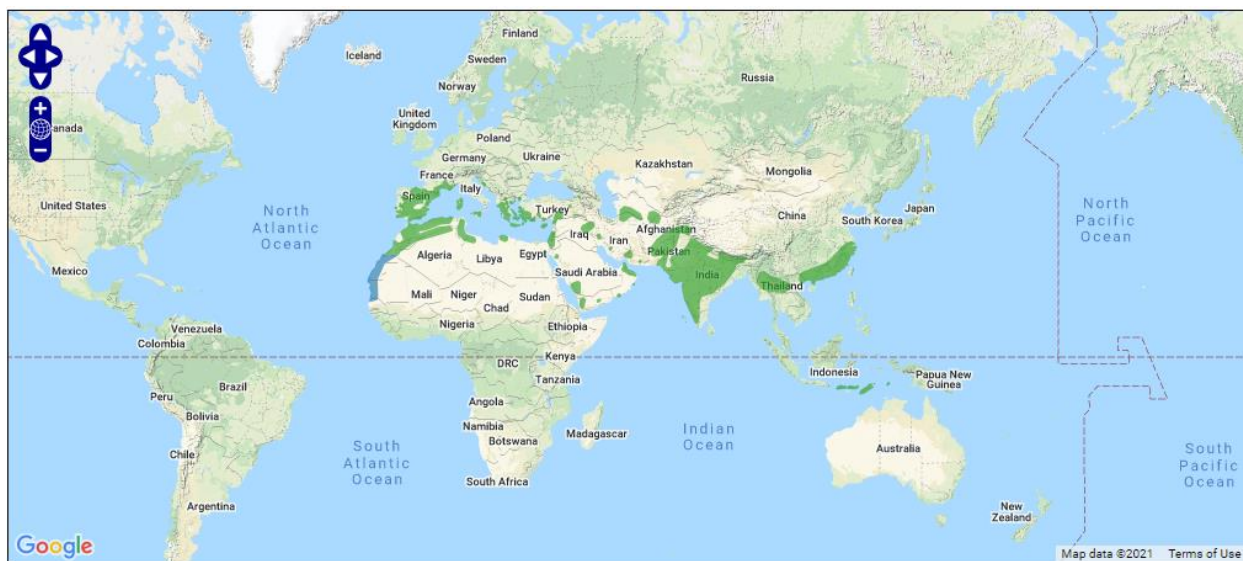 Finland
Iceland
Sweden
Russia
Norway
United
Kingdom
anada
Poland
Germany
Ukraine
Kazakhstan
Mongolia
France
Italy
Spain
United States
North
Atlantic
Ocean
Turkey
China
South Korea
Japan
North
Pacific
Ocean
Afghanistan
Iraq
Iran
Pakistan
Algeria
Libya
Egypt
Mexico
Saudi Arabia
India
Thailand
Mali
Niger
Sudan
Chad
Nigeria
Ethiopia
Venezuela
Colombia
DRC
Kenya
Indonesia
Papua New
Guinea
Tanzania
Brazil
Peru
Angola
Bolivia
Namibia
Botswana
Madagascar
Indian
Ocean
Australia
South
Atlantic
Ocean
Chile
South
Pacific
Ocean
South Africa
Argentina
New
Zealand
Google
Map data ©2021 Terms of Use